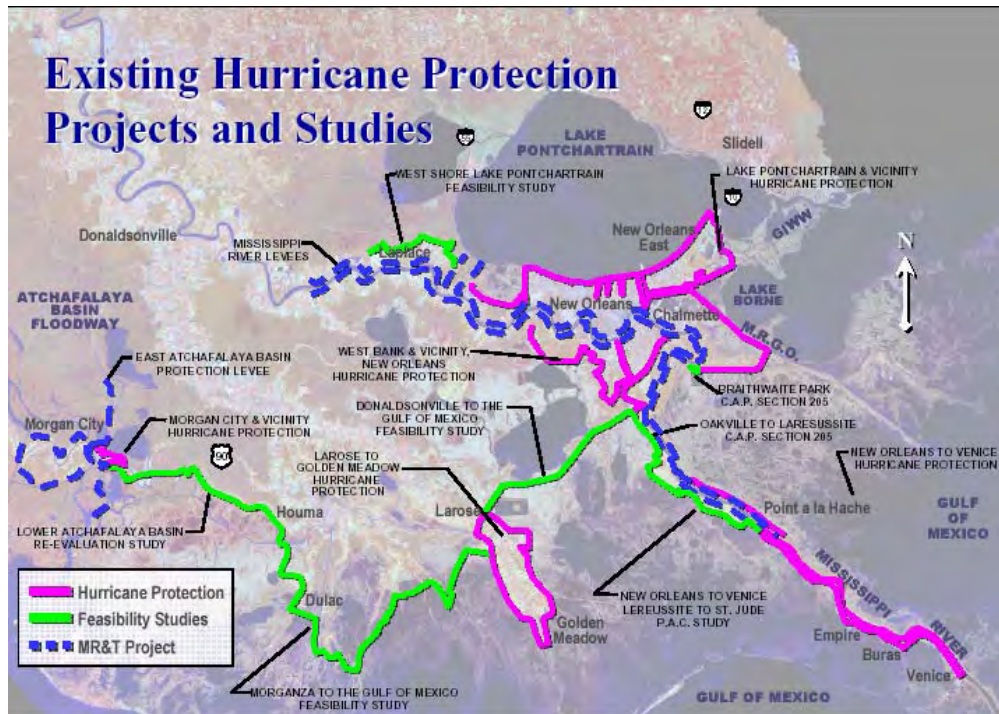 Existing Hurricane Protection
Projects and Studies
LAKE
PONTCHARTRAIN
Slidell
WEST SHORE LAKE PONTCHARTRAIN
FEASIBILITY STUDY
LAKE PONTCHARTRAIN & VICINITY
HURRICANE PROTECTION
10
Donaldsonville
MISSISSIPPI
RIVER LEVEES
Laplace
New Orleans
East
GIWW
N
ATCHAFALAYA
BASIN
FLOODWAY
New Orleans
Chalmette
LAKE
BORNE
M.R.G.O.
EAST ATCHAFALAYA BASIN
PROTECTION LEVEE
WEST BANK & VICINITY,
NEW ORLEANS
HURRICANE PROTECTION
BRAITHWAITE PARK
C.A.P. SECTION 205
Morgan City
MORGAN CITY & VICINITY
HURRICANE PROTECTION
DONALDSONVILLE TO THE
GULF OF MEXICO
FEASIBILITY STUDY
OAKVILLE TO LARESUSSITE
C.A.P. SECTION 205
90
LAROSE TO
GOLDEN MEADOW
HURRICANE
PROTECTION
NEW ORLEANS TO VENICE
HURRICANE PROTECTION
Houma
Larose
Point a la Hache
GULF
OF
MEXICO
LOWER ATCHAFALAYA BASIN
RE-EVALUATION STUDY
MISSISSIPPI
RIVER
Hurricane Protection
Feasibility Studies
MR&T Project
Dulac
Golden
Meadow
NEW ORLEANS TO VENICE
LEREUSSITE TO ST. JUDE
P.A.C. STUDY
Empire
Buras
Venice
MORGANZA TO THE GULF OF MEXICO
FEASIBILITY STUDY
GULF OF MEXICO